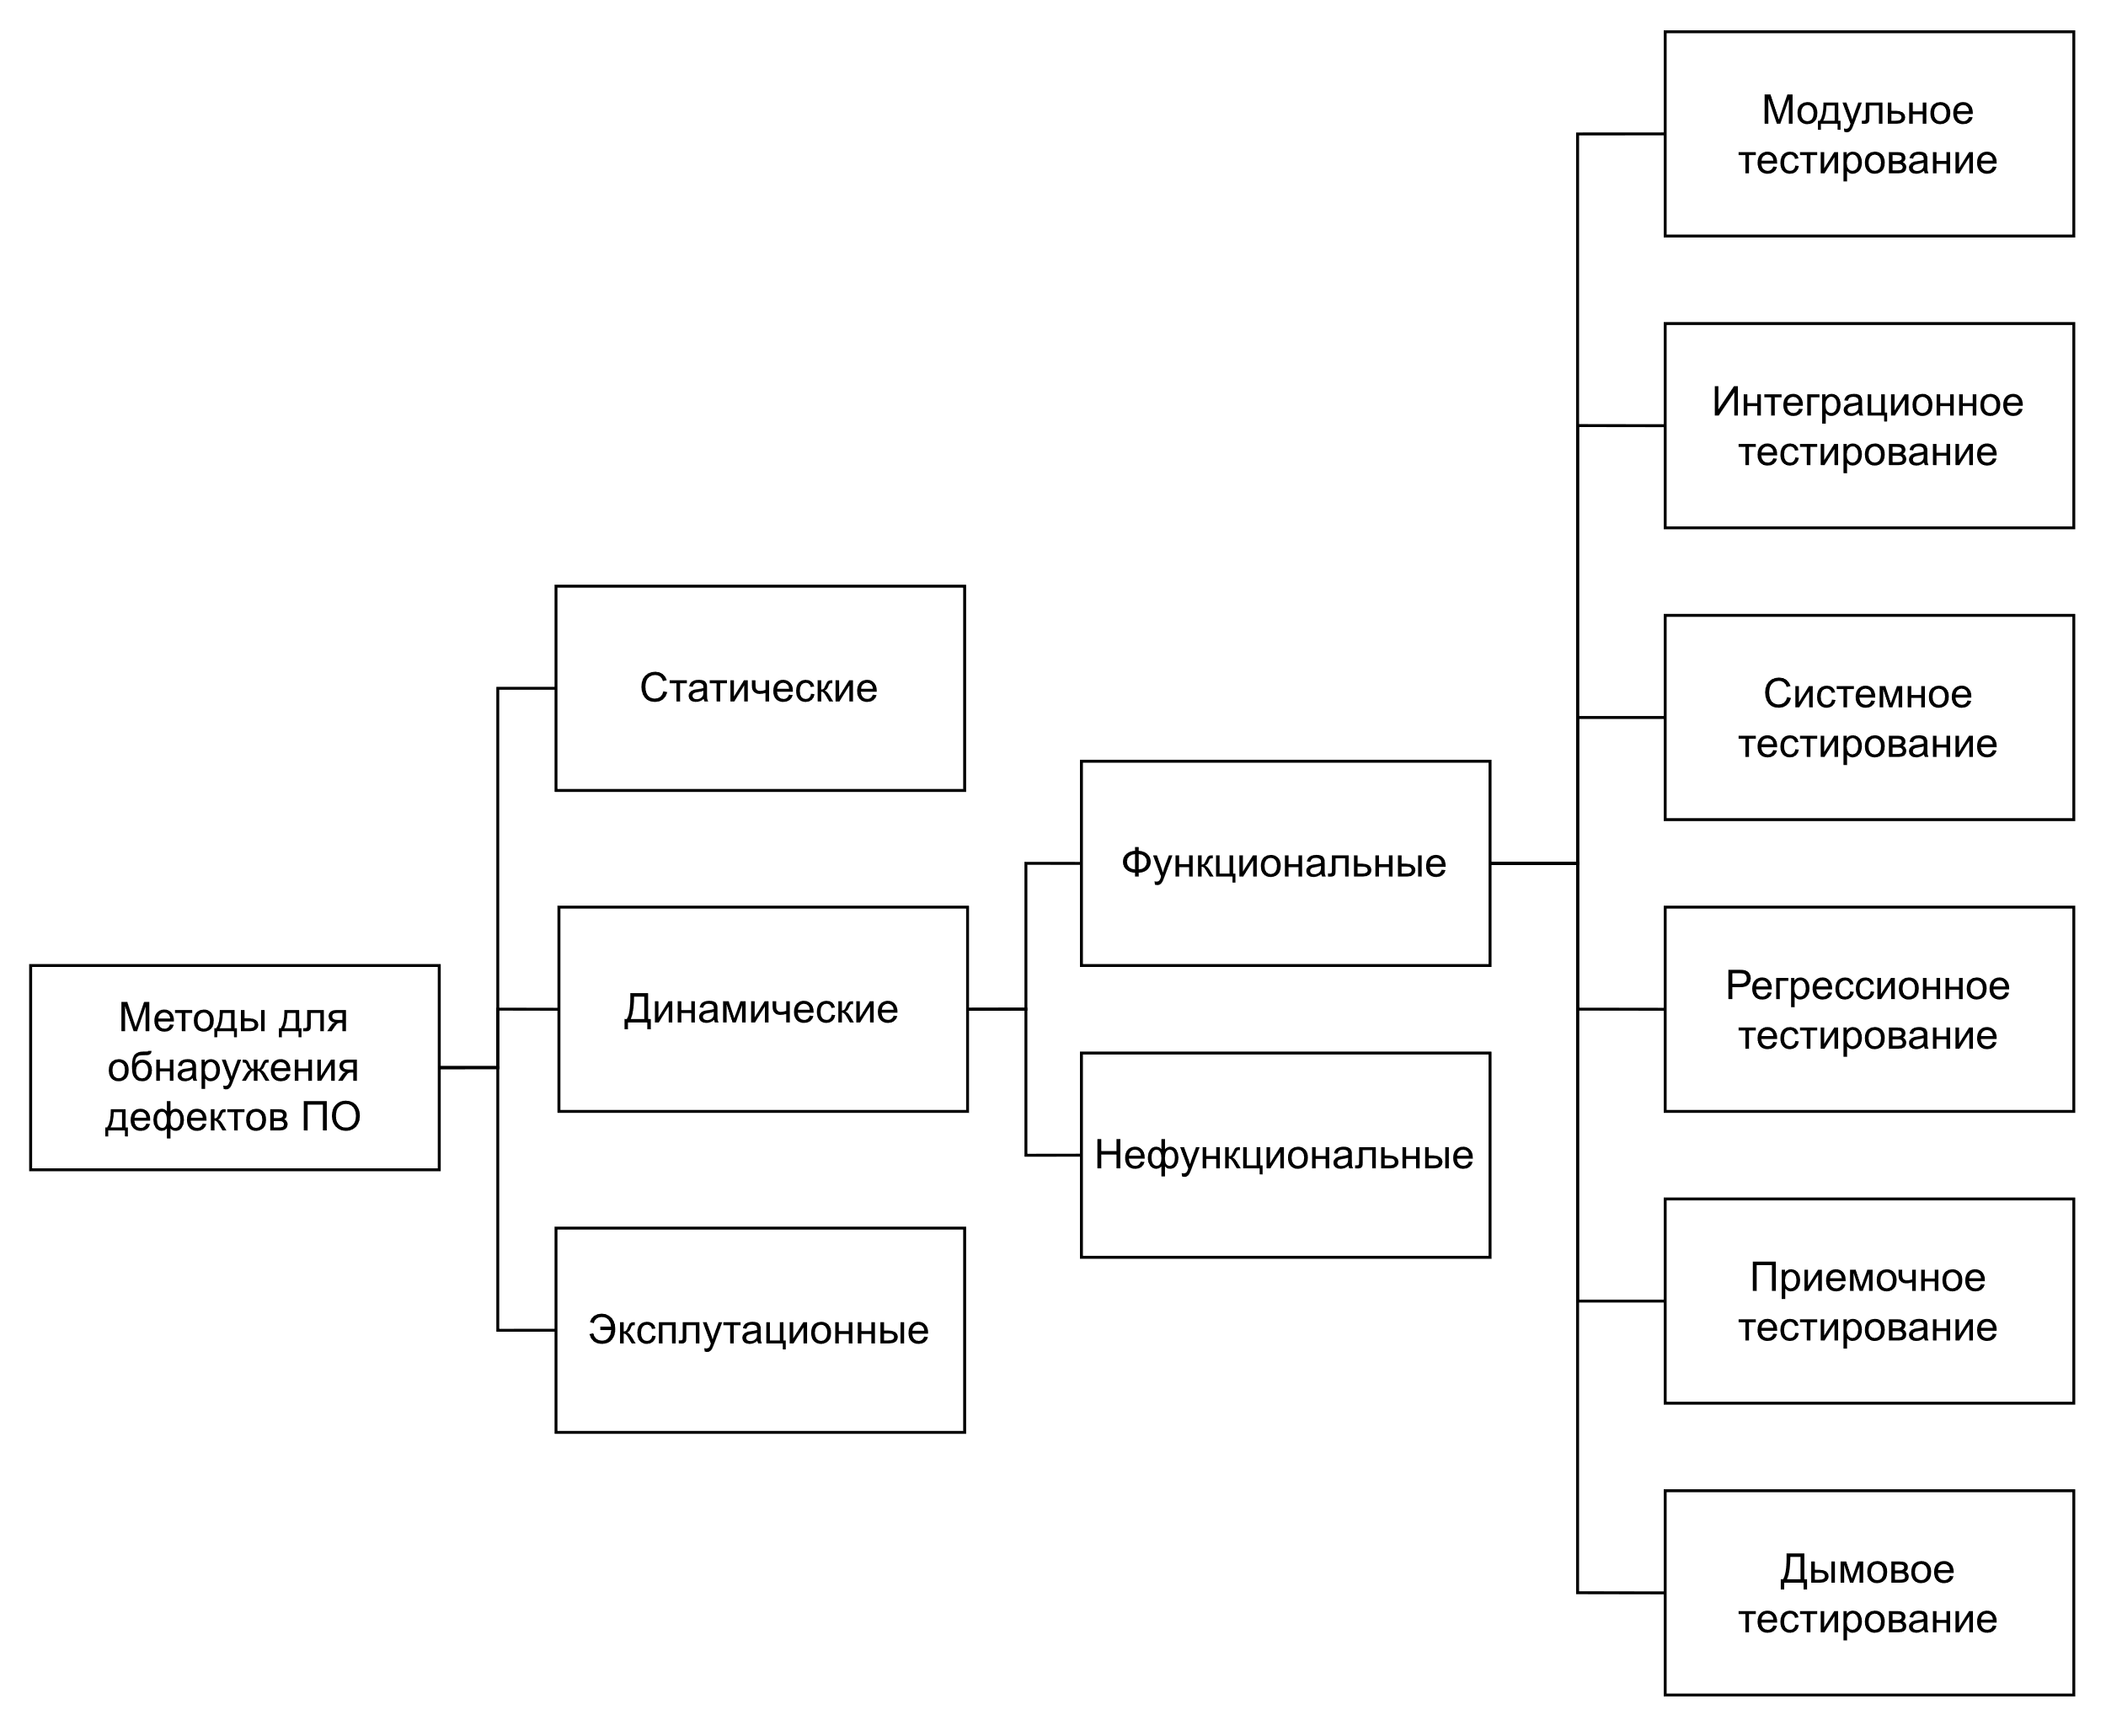 Методы для
обнаружения
дефектов ПО
Статические
Динамические
Эксплутационные
Функциональные
Нефункциональные
Модульное
тестирование
Интеграционное
тестирование
Системное
тестирование
Регрессионное
тестирование
Приемочное
тестирование
Дымовое
тестирование